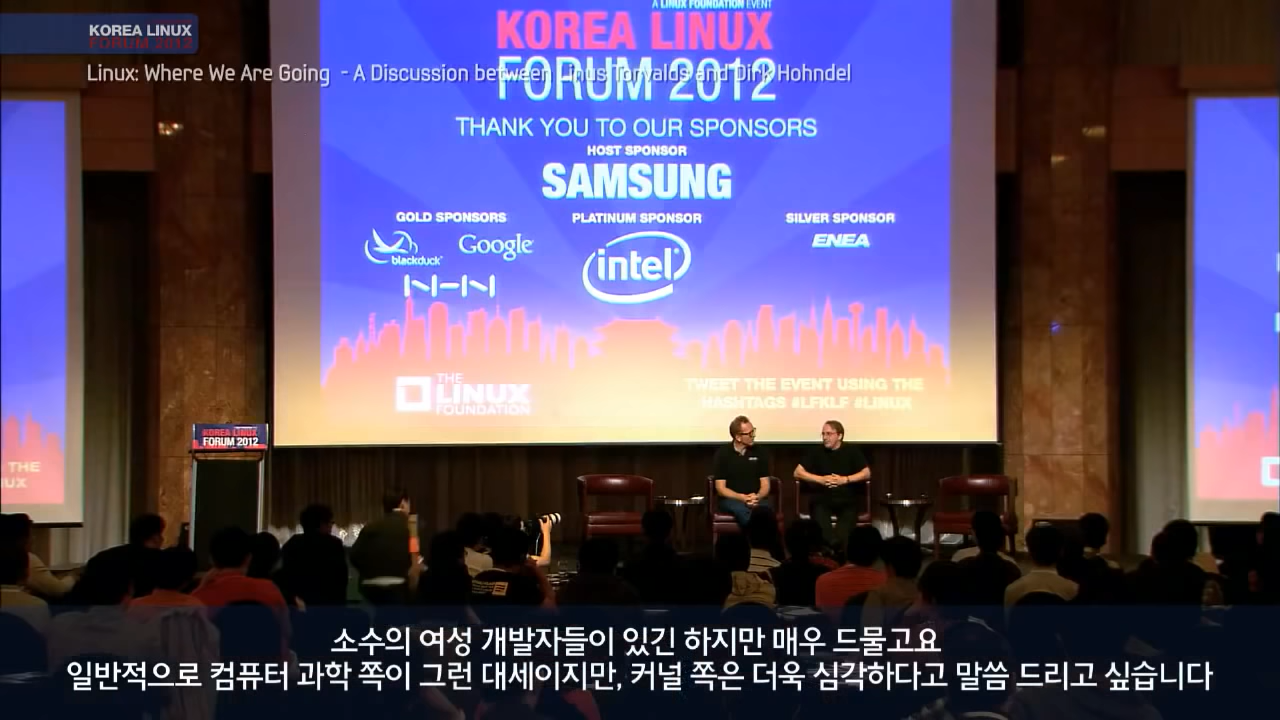 KOREA LINUX
FORUM 2012
Linux: Where We Are Going - A Discussion between Linus Torvalds and Dirk Hohndel
A LINUX FOUNDATION EVENT
KOREA LINUX
FORUM 2012
THANK YOU TO OUR SPONSORS
HOST SPONSOR
SAMSUNG
GOLD SPONSORS
PLATINUM SPONSOR
SILVER SPONSOR
blackduck
Google
intel
ENEA
NHN
THE
LINUX
FOUNDATION
TWEET THE EVENT USING THE
HASHTAGS #LFKLF #LINUX
KOREA LINUX
FORUM 2012
THE
UX
소수의 여성 개발자들이 있긴 하지만 매우 드물고요
일반적으로 컴퓨터 과학 쪽이 그런 대세이지만, 커널 쪽은 더욱 심각하다고 말씀 드리고 싶습니다